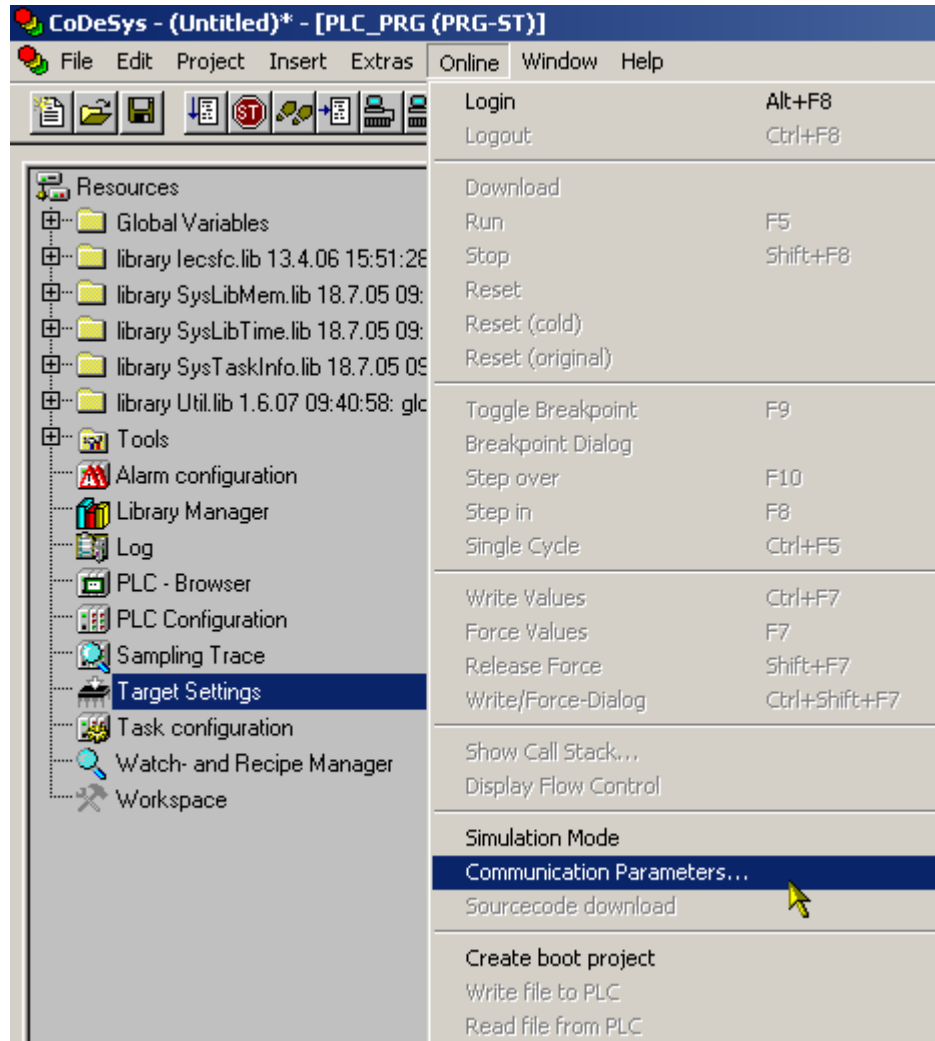 CoDeSys - (Untitled)* - [PLC_PRG (PRG-ST)]
File Edit Project Insert Extras Online Window Help
ST
Resources
Global Variables
library Iecsfc.lib 13.4.06 15:51:28
library SysLibMem.lib 18.7.05 09:
library SysLibTime.lib 18.7.05 09:
library SysTaskInfo.lib 18.7.05 09
library Util.lib 1.6.07 09:40:58: glo
Tools
Alarm configuration
Library Manager
Log
PLC - Browser
PLC Configuration
Sampling Trace
Target Settings
Task configuration
Watch- and Recipe Manager
Workspace
Login Alt+F8
Logout Ctrl+F8
Download
Run F5
Stop Shift+F8
Reset
Reset (cold)
Reset (original)
Toggle Breakpoint F9
Breakpoint Dialog
Step over F10
Step in F8
Single Cycle Ctrl+F5
Write Values Ctrl+F7
Force Values F7
Release Force Shift+F7
Write/Force-Dialog Ctrl+Shift+F7
Show Call Stack...
Display Flow Control
Simulation Mode
Communication Parameters...
Sourcecode download
Create boot project
Write file to PLC
Read file from PLC